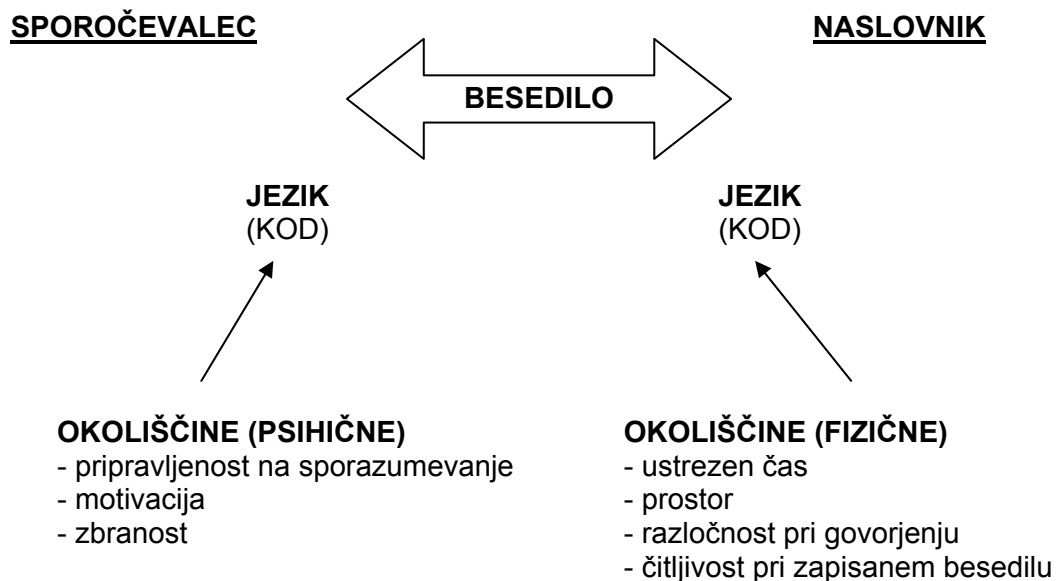 SPOROČEVALEC
NASLOVNIK
BESEDILO
JEZIK
(KOD)
JEZIK
(KOD)
OKOLIŠČINE (PSIHIČNE)
- pripravljenost na sporazumevanje
- motivacija
- zbranost
OKOLIŠČINE (FIZIČNE)
- ustrezen čas
- prostor
- razločnost pri govorjenju
- čitljivost pri zapisanem besedilu